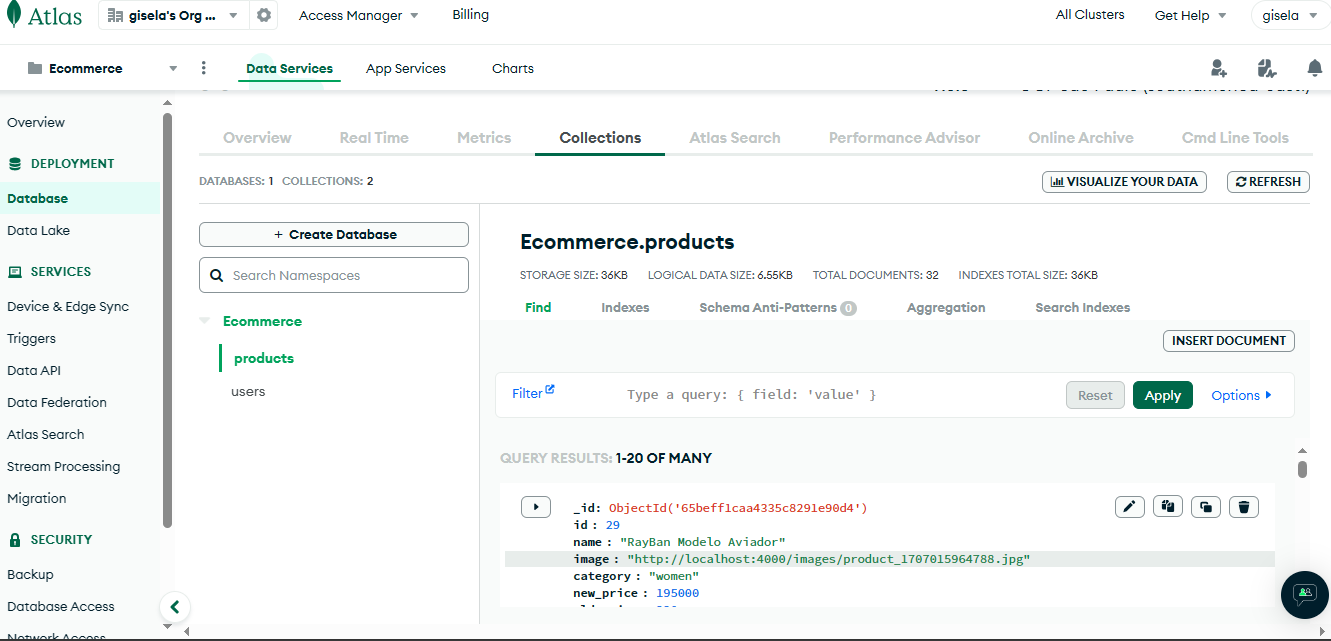 Atlas
gisela's Org ...
Access Manager
Billing
All Clusters
Get Help
gisela
Ecommerce
Data Services
App Services
Charts
Overview
DEPLOYMENT
Database
Data Lake
SERVICES
Device & Edge Sync
Triggers
Data API
Data Federation
Atlas Search
Stream Processing
Migration
SECURITY
Backup
Database Access
Network Access
Overview
Real Time
Metrics
Collections
Atlas Search
Performance Advisor
Online Archive
Cmd Line Tools
DATABASES: 1 COLLECTIONS: 2
VISUALIZE YOUR DATA
REFRESH
+ Create Database
Search Namespaces
Ecommerce
products
users
Ecommerce.products
STORAGE SIZE: 36KB LOGICAL DATA SIZE: 6.55KB TOTAL DOCUMENTS: 32 INDEXES TOTAL SIZE: 36KB
Find
Indexes
Schema Anti-Patterns 0
Aggregation
Search Indexes
INSERT DOCUMENT
Filter
Type a query: { field: 'value' }
Reset
Apply
Options
QUERY RESULTS: 1-20 OF MANY
_id: ObjectId('65beff1caa4335c8291e90d4')
id : 29
name : "RayBan Modelo Aviador"
image : "http://localhost:4000/images/product_1707015964788.jpg"
category : "women"
new_price : 195000